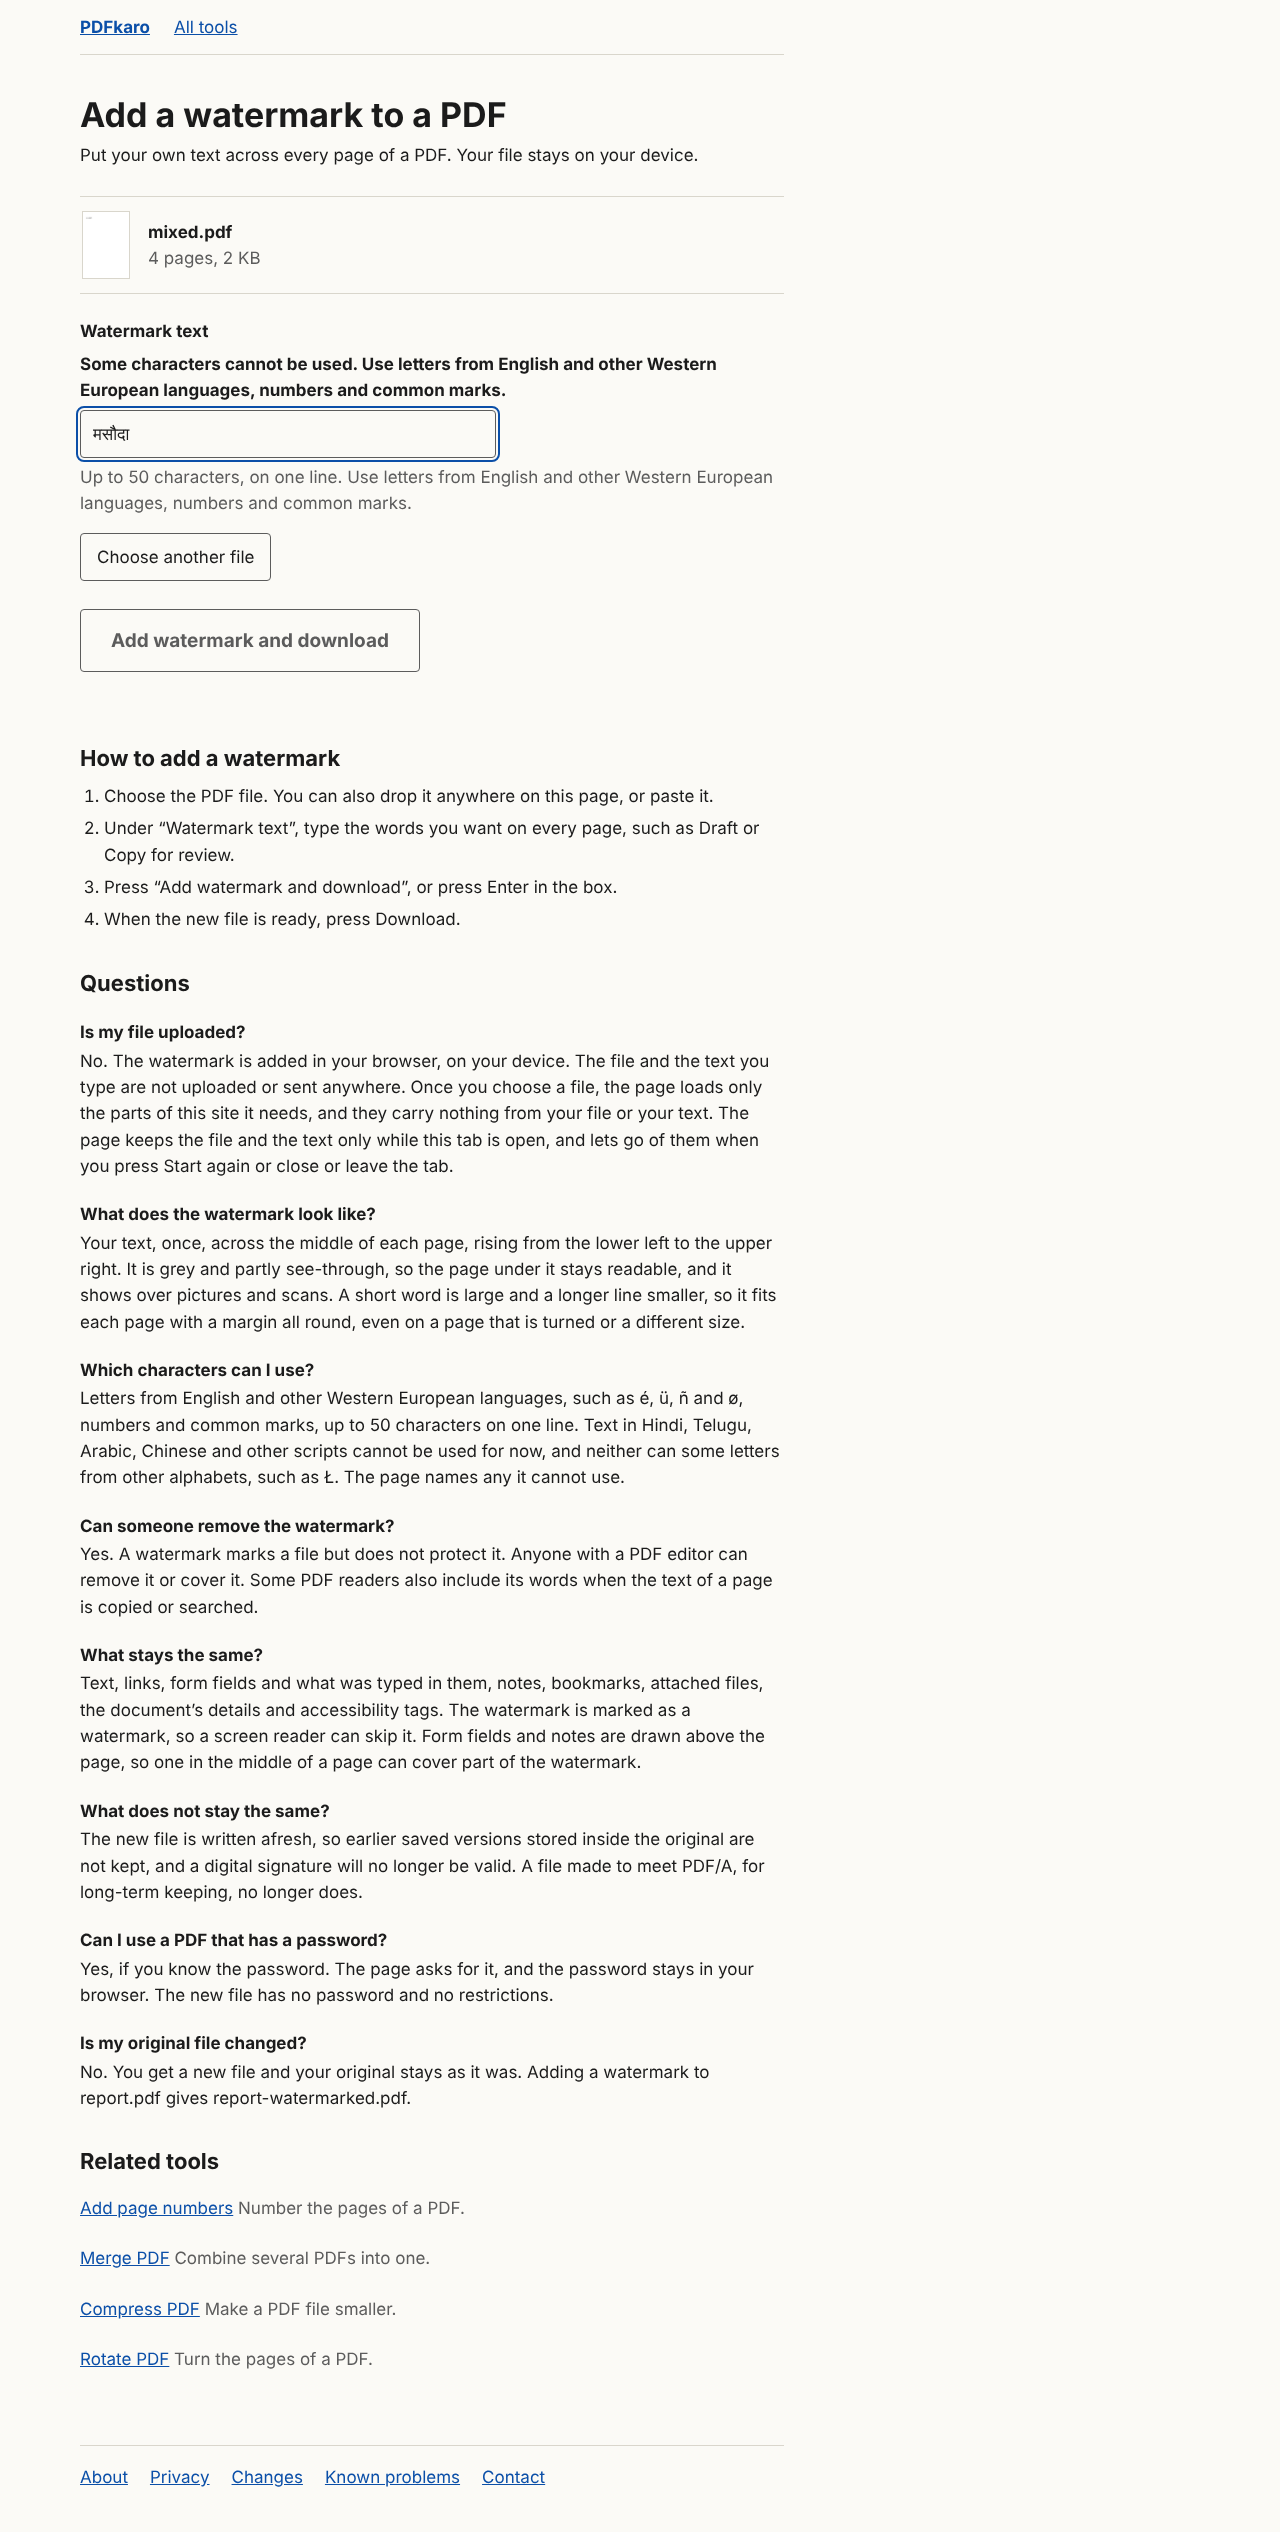 PDFkaro All tools
Add a watermark to a PDF
Put your own text across every page of a PDF. Your file stays on your device.
mixed.pdf
4 pages, 2 KB
Watermark text
Some characters cannot be used. Use letters from English and other Western
European languages, numbers and common marks.
मसौदा
Up to 50 characters, on one line. Use letters from English and other Western European
languages, numbers and common marks.
Choose another file
Add watermark and download
How to add a watermark
1. Choose the PDF file. You can also drop it anywhere on this page, or paste it.
2. Under “Watermark text”, type the words you want on every page, such as Draft or
Copy for review.
3. Press “Add watermark and download”, or press Enter in the box.
4. When the new file is ready, press Download.
Questions
Is my file uploaded?
No. The watermark is added in your browser, on your device. The file and the text you
type are not uploaded or sent anywhere. Once you choose a file, the page loads only
the parts of this site it needs, and they carry nothing from your file or your text. The
page keeps the file and the text only while this tab is open, and lets go of them when
you press Start again or close or leave the tab.
What does the watermark look like?
Your text, once, across the middle of each page, rising from the lower left to the upper
right. It is grey and partly see-through, so the page under it stays readable, and it
shows over pictures and scans. A short word is large and a longer line smaller, so it fits
each page with a margin all round, even on a page that is turned or a different size.
Which characters can I use?
Letters from English and other Western European languages, such as é, ü, ñ and ø,
numbers and common marks, up to 50 characters on one line. Text in Hindi, Telugu,
Arabic, Chinese and other scripts cannot be used for now, and neither can some letters
from other alphabets, such as Ł. The page names any it cannot use.
Can someone remove the watermark?
Yes. A watermark marks a file but does not protect it. Anyone with a PDF editor can
remove it or cover it. Some PDF readers also include its words when the text of a page
is copied or searched.
What stays the same?
Text, links, form fields and what was typed in them, notes, bookmarks, attached files,
the document’s details and accessibility tags. The watermark is marked as a
watermark, so a screen reader can skip it. Form fields and notes are drawn above the
page, so one in the middle of a page can cover part of the watermark.
What does not stay the same?
The new file is written afresh, so earlier saved versions stored inside the original are
not kept, and a digital signature will no longer be valid. A file made to meet PDF/A, for
long-term keeping, no longer does.
Can I use a PDF that has a password?
Yes, if you know the password. The page asks for it, and the password stays in your
browser. The new file has no password and no restrictions.
Is my original file changed?
No. You get a new file and your original stays as it was. Adding a watermark to
report.pdf gives report-watermarked.pdf.
Related tools
Add page numbers Number the pages of a PDF.
Merge PDF Combine several PDFs into one.
Compress PDF Make a PDF file smaller.
Rotate PDF Turn the pages of a PDF.
About Privacy Changes Known problems Contact